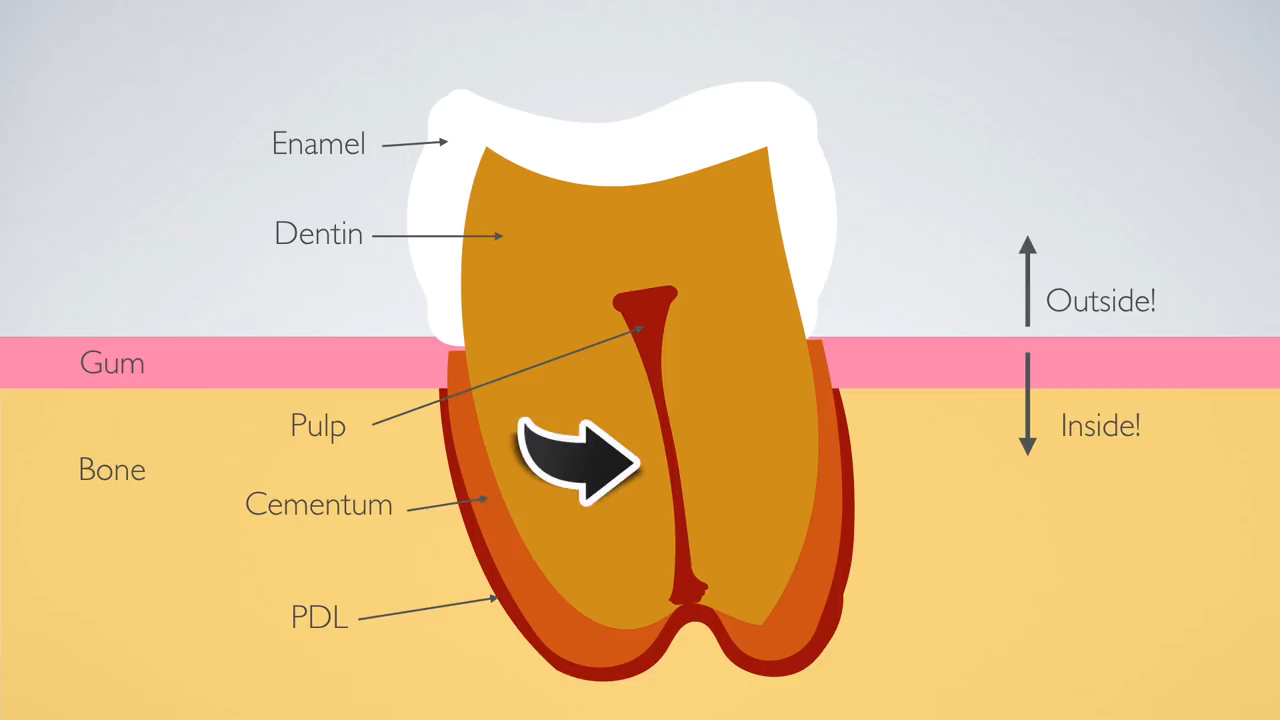 Enamel
Dentin
Outside!
Gum
Pulp
Inside!
Bone
Cementum
PDL